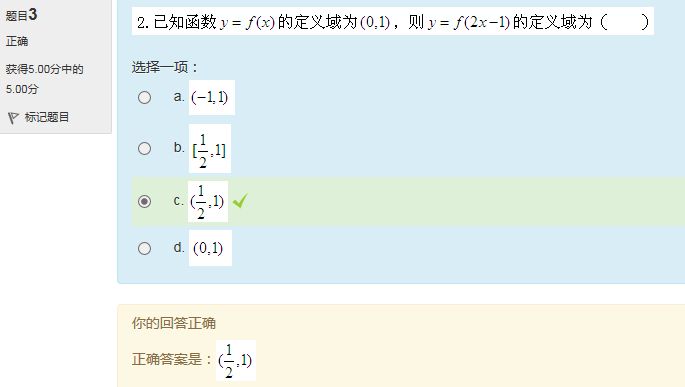 题目3
正确
获得5.00分中的
5.00分
标记题目
2.已知函数y=f(x)的定义域为(0,1)，则y=f(2x−1)的定义域为（　　）
选择一项：
a. (−1,1)
b. [1/2,1]
c. (1/2,1)
d. (0,1)
你的回答正确
正确答案是：(1/2,1)